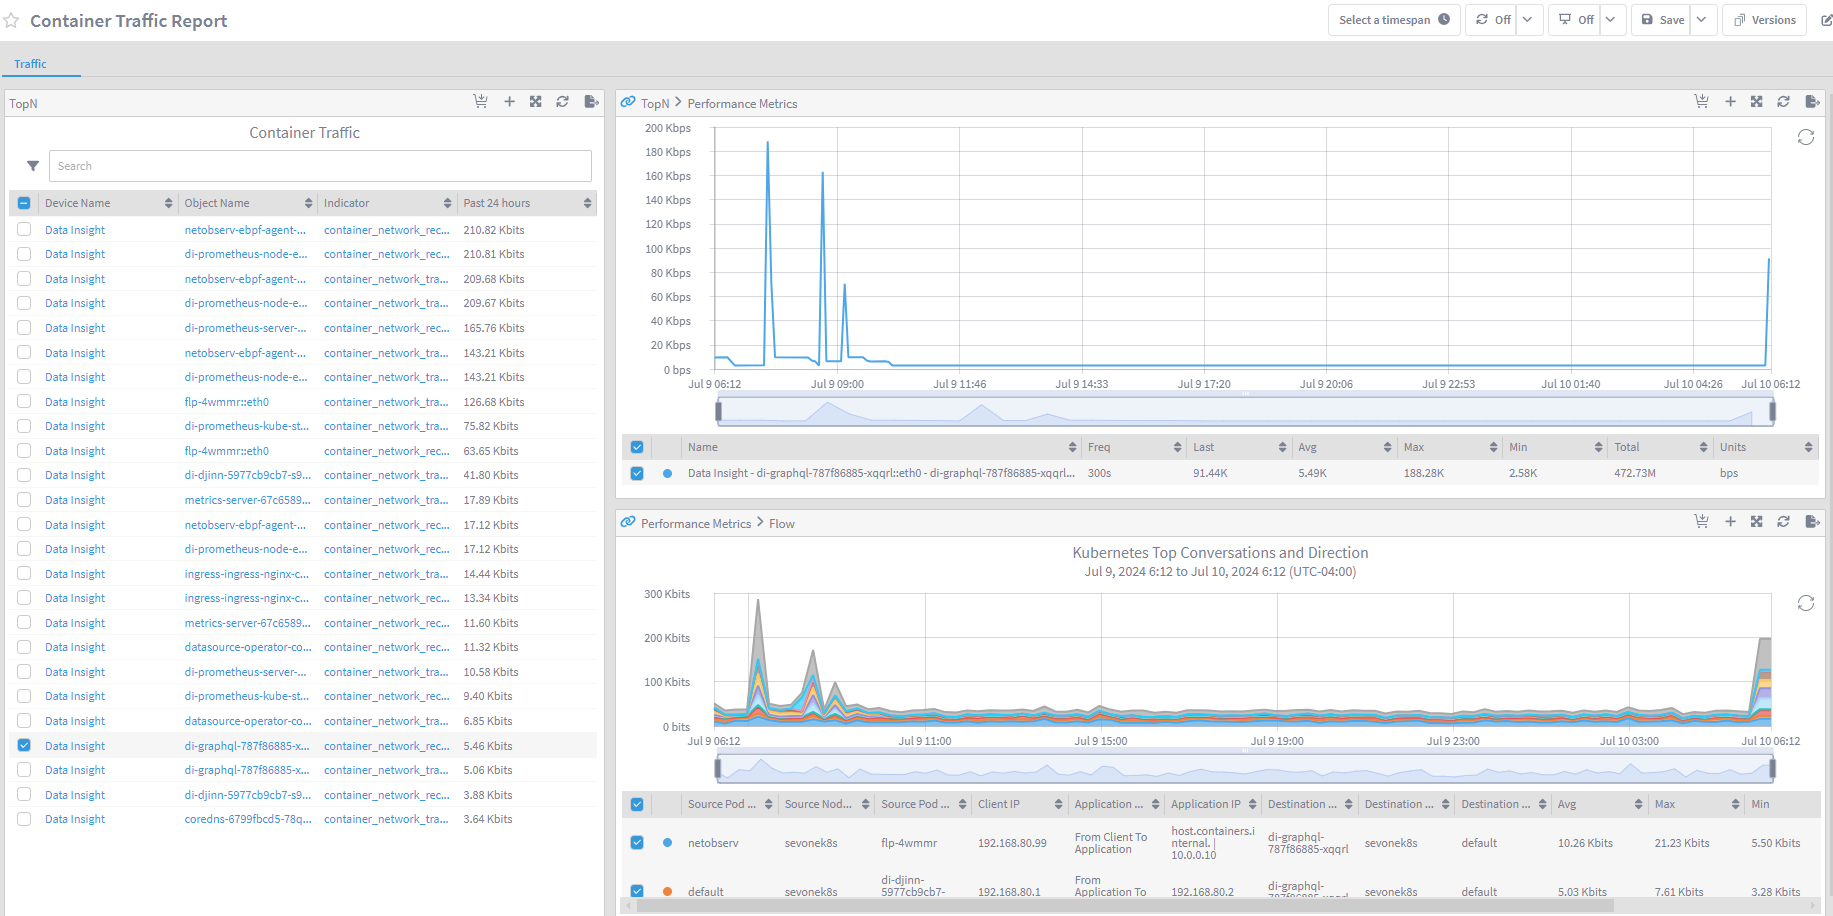 Container Traffic Report
Select a timespan
Off
Off
Save
Versions
Traffic
TopN
Container Traffic
Search
Device Name Object Name Indicator Past 24 hours
Data Insight netobserv-ebpf-agent-... container_network_rec... 210.82 Kbits
Data Insight di-prometheus-node-e... container_network_rec... 210.81 Kbits
Data Insight netobserv-ebpf-agent-... container_network_tra... 209.68 Kbits
Data Insight di-prometheus-node-e... container_network_tra... 209.67 Kbits
Data Insight di-prometheus-server-... container_network_rec... 165.76 Kbits
Data Insight netobserv-ebpf-agent-... container_network_tra... 143.21 Kbits
Data Insight di-prometheus-node-e... container_network_tra... 143.21 Kbits
Data Insight flp-4wmmr::eth0 container_network_rec... 126.68 Kbits
Data Insight di-prometheus-kube-st... container_network_tra... 75.82 Kbits
Data Insight flp-4wmmr::eth0 container_network_tra... 63.65 Kbits
Data Insight di-djinn-5977cb9cb7-s9... container_network_rec... 41.80 Kbits
Data Insight metrics-server-67c6589... container_network_rec... 17.89 Kbits
Data Insight netobserv-ebpf-agent-... container_network_rec... 17.12 Kbits
Data Insight di-prometheus-node-e... container_network_rec... 17.12 Kbits
Data Insight ingress-ingress-nginx-c... container_network_tra... 14.44 Kbits
Data Insight ingress-ingress-nginx-c... container_network_rec... 13.34 Kbits
Data Insight metrics-server-67c6589... container_network_tra... 11.60 Kbits
Data Insight datasource-operator-co... container_network_tra... 11.32 Kbits
Data Insight di-prometheus-server-... container_network_tra... 10.58 Kbits
Data Insight di-prometheus-kube-st... container_network_rec... 9.40 Kbits
Data Insight datasource-operator-co... container_network_rec... 6.85 Kbits
Data Insight di-graphql-787f86885-x... container_network_rec... 5.46 Kbits
Data Insight di-graphql-787f86885-x... container_network_tra... 5.06 Kbits
Data Insight di-djinn-5977cb9cb7-s9... container_network_tra... 3.88 Kbits
Data Insight coredns-6799fbcd5-78q... container_network_tra... 3.64 Kbits
TopN > Performance Metrics
200 Kbps
180 Kbps
160 Kbps
140 Kbps
120 Kbps
100 Kbps
80 Kbps
60 Kbps
40 Kbps
20 Kbps
0 bps
Jul 9 06:12 Jul 9 09:00 Jul 9 11:46 Jul 9 14:33 Jul 9 17:20 Jul 9 20:06 Jul 9 22:53 Jul 10 01:40 Jul 10 04:26 Jul 10 06:12
Name Freq Last Avg Max Min Total Units
Data Insight - di-graphql-787f86885-xqqrl::eth0 - di-graphql-787f86885-xqqrl... 300s 91.44K 5.49K 188.28K 2.58K 472.73M bps
Performance Metrics > Flow
Kubernetes Top Conversations and Direction
Jul 9, 2024 6:12 to Jul 10, 2024 6:12 (UTC-04:00)
300 Kbits
200 Kbits
100 Kbits
0 bits
Jul 9 06:12 Jul 9 11:00 Jul 9 15:00 Jul 9 19:00 Jul 9 23:00 Jul 10 03:00 Jul 10 06:12
Source Pod ... Source Nod... Source Pod ... Client IP Application ... Application IP Destination ... Destination ... Destination ... Avg Max Min
netobserv sevonek8s flp-4wmmr 192.168.80.99 From Client To Application host.containers.internal. | 10.0.0.10 di-graphql-787f86885-xqqrl sevonek8s default 10.26 Kbits 21.23 Kbits 5.50 Kbits
default sevonek8s di-djinn-5977cb9cb7- 192.168.80.1 From Application To 192.168.80.2 di-graphql- sevonek8s default 5.03 Kbits 7.61 Kbits 3.28 Kbits